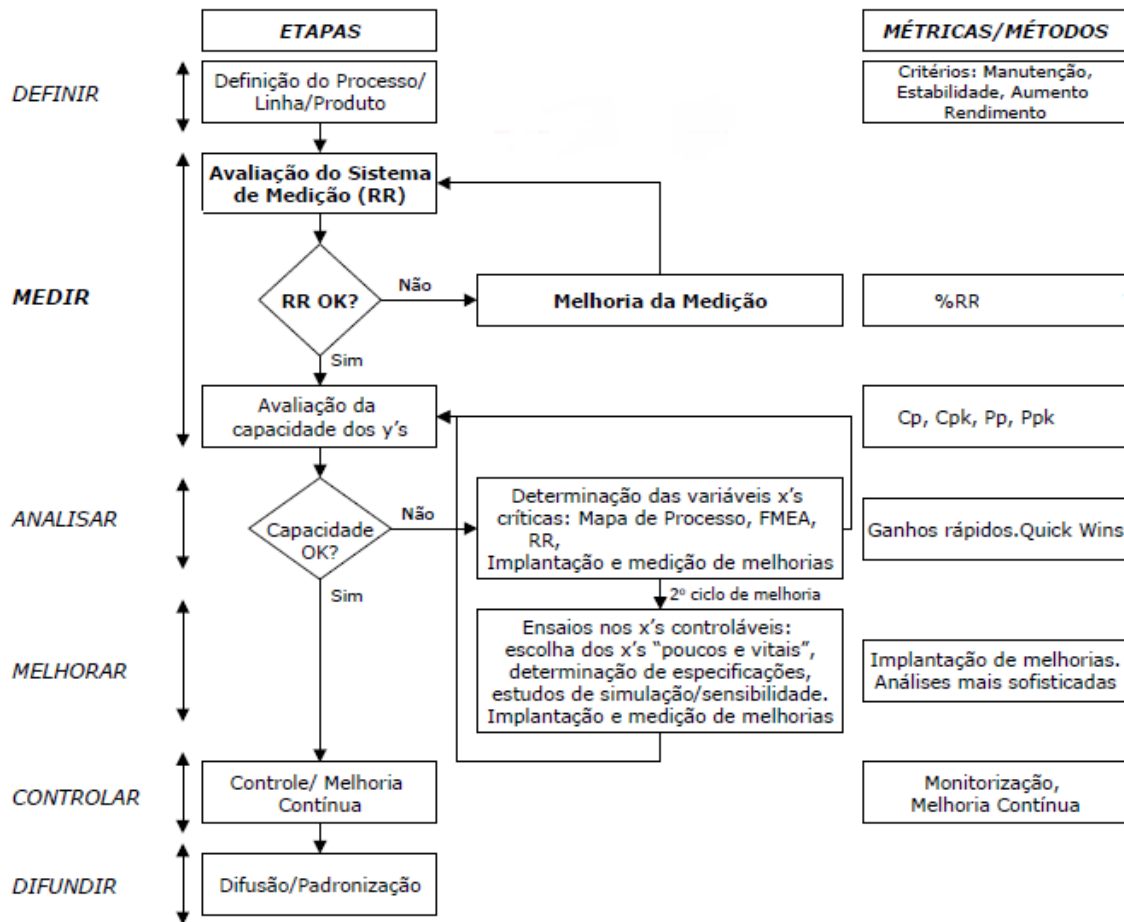 ETAPAS
MÉTRICAS/MÉTODOS
DEFINIR
Definição do Processo/
Linha/Produto
Critérios: Manutenção,
Estabilidade, Aumento
Rendimento
Avaliação do Sistema
de Medição (RR)
MEDIR
RR OK?
Não
Melhoria da Medição
%RR
Sim
Avaliação da
capacidade dos y's
Cp, Cpk, Pp, Ppk
ANALISAR
Capacidade
OK?
Não
Determinação das variáveis x's
críticas: Mapa de Processo, FMEA,
RR,
Implantação e medição de melhorias
Ganhos rápidos.Quick Wins
Sim
2º ciclo de melhoria
MELHORAR
Ensaios nos x's controláveis:
escolha dos x's “poucos e vitais”,
determinação de especificações,
estudos de simulação/sensibilidade.
Implantação e medição de melhorias
Implantação de melhorias.
Análises mais sofisticadas
CONTROLAR
Controle/ Melhoria
Contínua
Monitorização,
Melhoria Contínua
DIFUNDIR
Difusão/Padronização